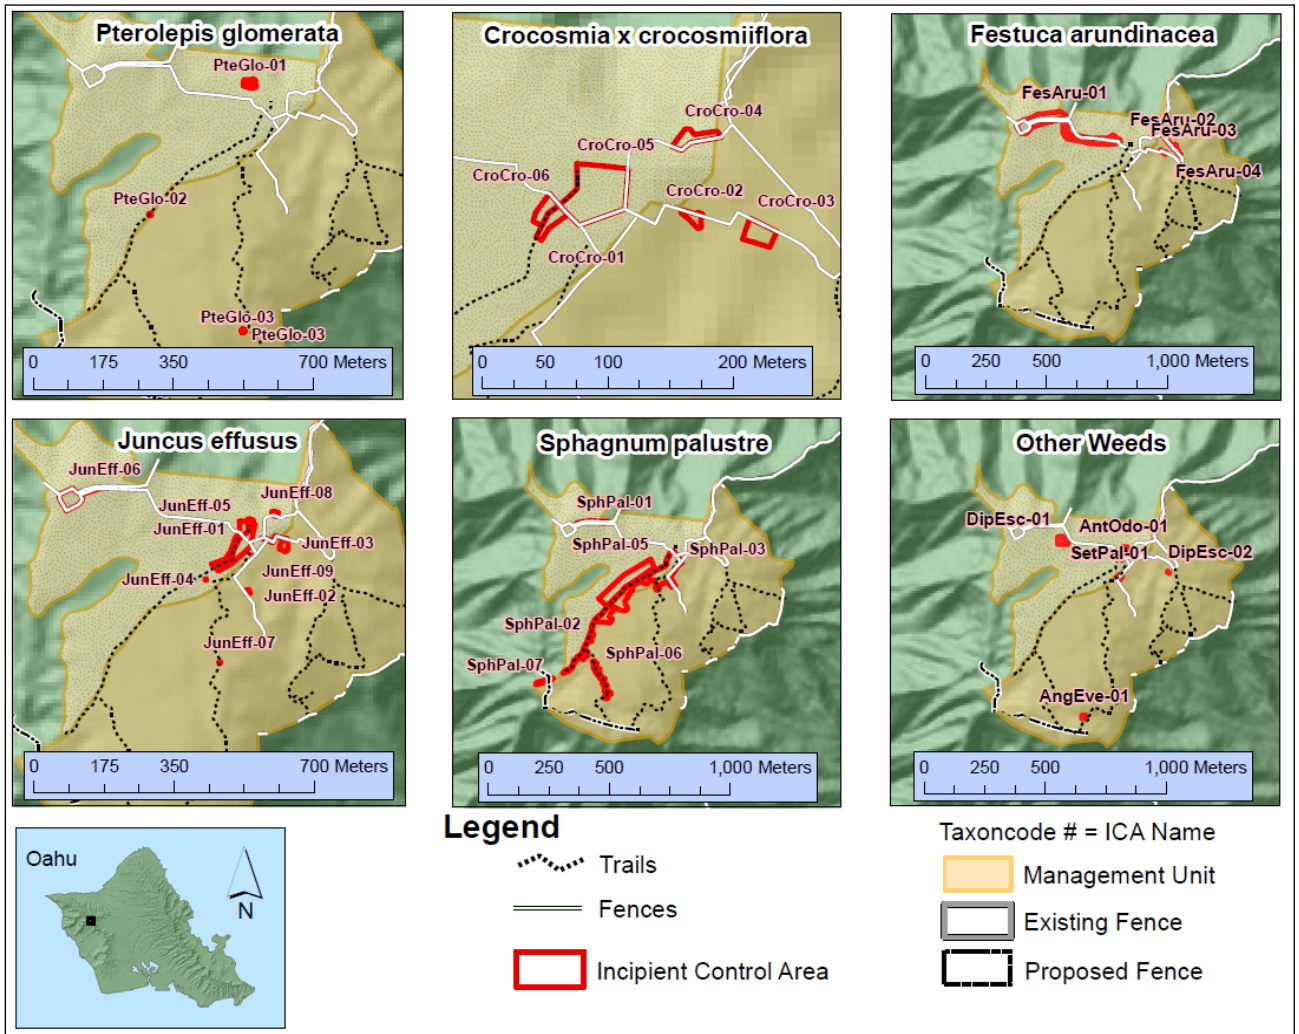 Pterolepis glomerata
PteGlo-01
PteGlo-02
PteGlo-03
PteGlo-03
0 175 350 700 Meters
Crocosmia x crocosmiiflora
CroCro-04
CroCro-05
CroCro-06
CroCro-02
CroCro-03
CroCro-01
0 50 100 200 Meters
Festuca arundinacea
FesAru-01
FesAru-02
FesAru-03
FesAru-04
0 250 500 1,000 Meters
Juncus effusus
JunEff-06
JunEff-08
JunEff-05
JunEff-01
JunEff-03
JunEff-04
JunEff-09
JunEff-02
JunEff-07
0 175 350 700 Meters
Sphagnum palustre
SphPal-01
SphPal-05
SphPal-03
SphPal-02
SphPal-06
SphPal-07
0 250 500 1,000 Meters
Other Weeds
DipEsc-01
AntOdo-01
SetPal-01
DipEsc-02
AngEve-01
0 250 500 1,000 Meters
Oahu
N
Legend
Trails
Fences
Incipient Control Area
Taxoncode # = ICA Name
Management Unit
Existing Fence
Proposed Fence